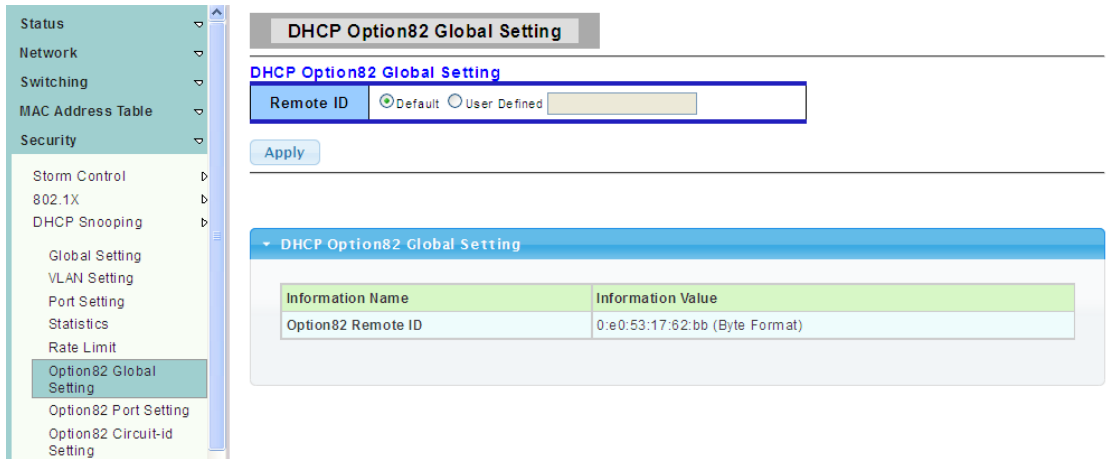 Status
Network
Switching
MAC Address Table
Security
Storm Control
802.1X
DHCP Snooping
Global Setting
VLAN Setting
Port Setting
Statistics
Rate Limit
Option82 Global
Setting
Option82 Port Setting
Option82 Circuit-id
Setting
DHCP Option82 Global Setting
DHCP Option82 Global Setting
Remote ID Default User Defined
Apply
DHCP Option82 Global Setting
Information Name Information Value
Option82 Remote ID 0:e0:53:17:62:bb (Byte Format)